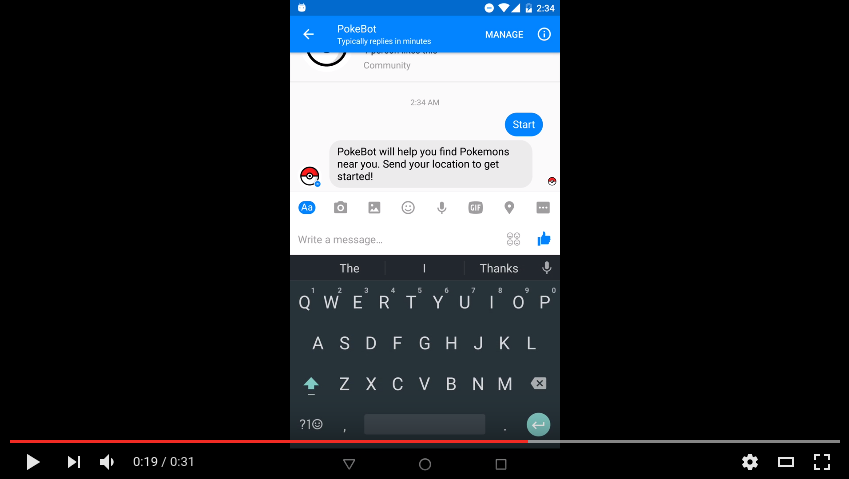 2:34
PokeBot
Typically replies in minutes
MANAGE
Community
2:34 AM
Start
PokeBot will help you find Pokemons
near you. Send your location to get
started!
Aa
GIF
Write a message...
The I Thanks
1 2 3 4 5 6 7 8 9 0
Q W E R T Y U I O P
A S D F G H J K L
Z X C V B N M
?1☺ , .
0:19 / 0:31